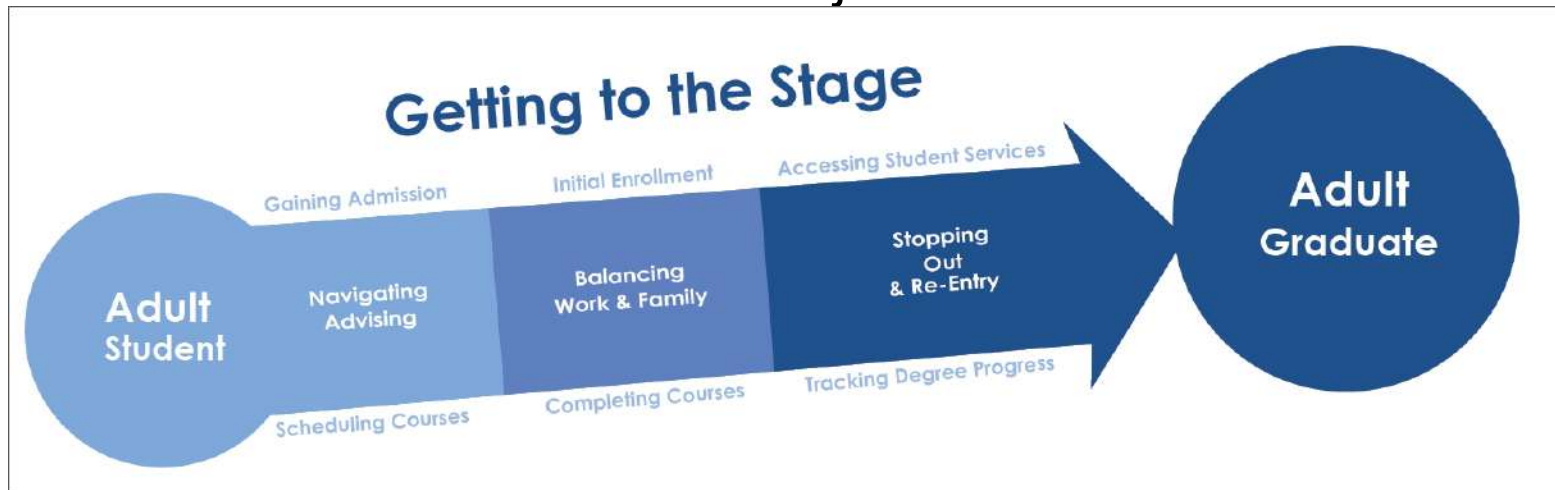 Getting to the Stage
Gaining Admission
Initial Enrollment
Accessing Student Services
Adult
Student
Navigating
Advising
Balancing
Work & Family
Stopping
Out
& Re-Entry
Adult
Graduate
Scheduling Courses
Completing Courses
Tracking Degree Progress